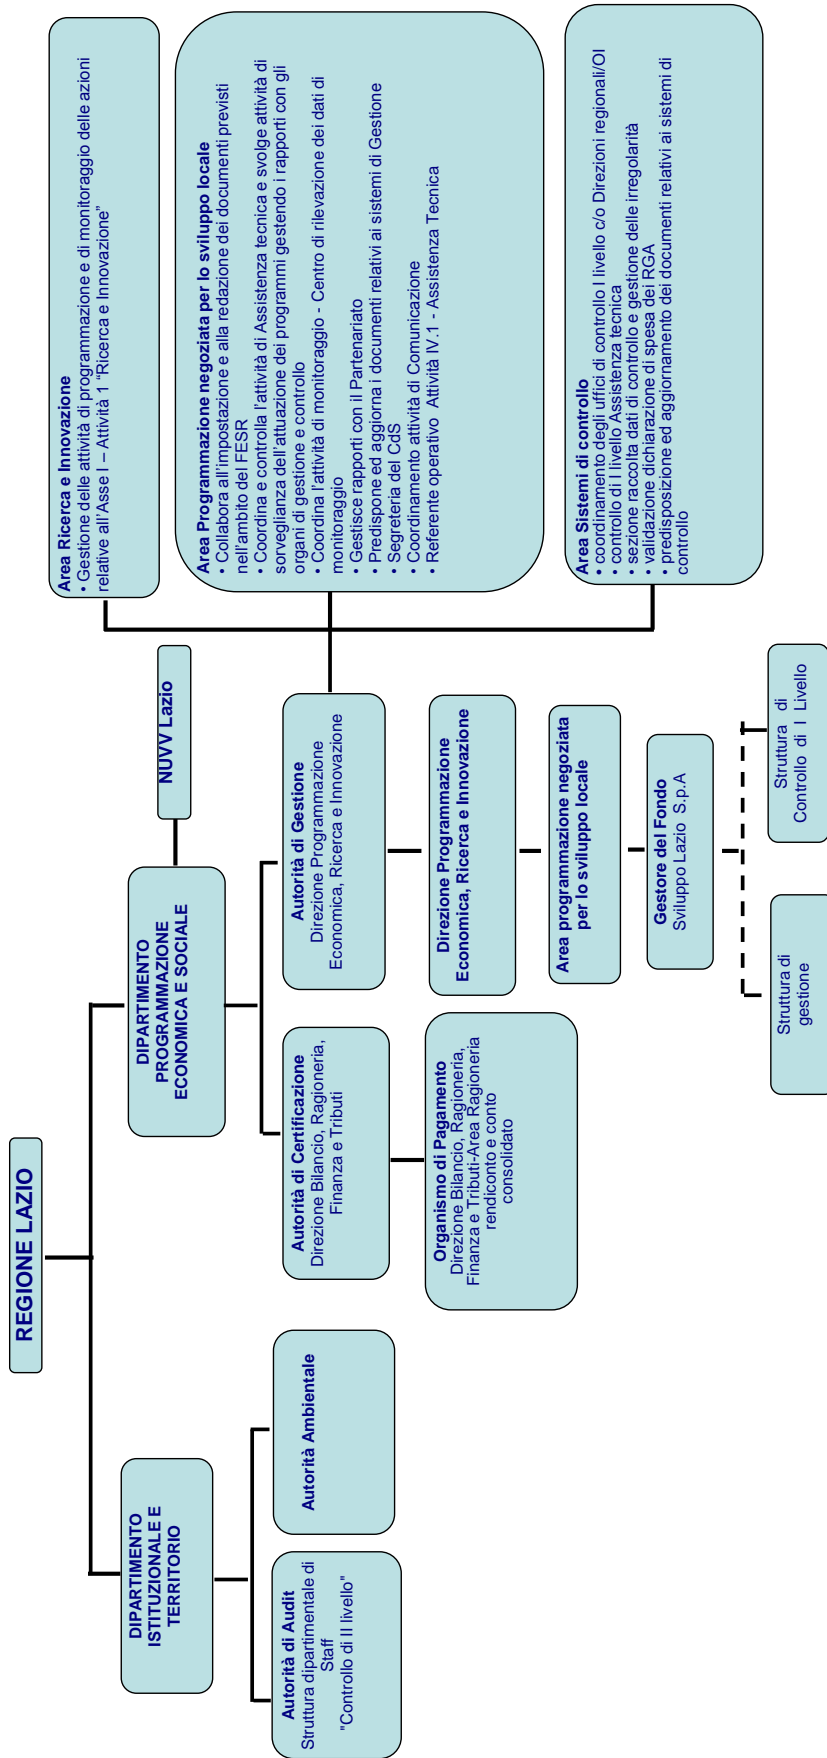 REGIONE LAZIO
DIPARTIMENTO
ISTITUZIONALE E
TERRITORIO
DIPARTIMENTO
PROGRAMMAZIONE
ECONOMICA E SOCIALE
NUVV Lazio
Autorità di Audit
Struttura dipartimentale di
Staff
"Controllo di II livello"
Autorità Ambientale
Autorità di Certificazione
Direzione Bilancio, Ragioneria,
Finanza e Tributi
Autorità di Gestione
Direzione Programmazione
Economica, Ricerca e Innovazione
Organismo di Pagamento
Direzione Bilancio, Ragioneria,
Finanza e Tributi-Area Ragioneria
rendiconto e conto
consolidato
Direzione Programmazione
Economica, Ricerca e Innovazione
Area programmazione negoziata
per lo sviluppo locale
Gestore del Fondo
Sviluppo Lazio S.p.A
Struttura di
gestione
Struttura di
Controllo di I Livello
Area Ricerca e Innovazione
• Gestione delle attività di programmazione e di monitoraggio delle azioni
relative all'Asse I – Attività 1 "Ricerca e Innovazione"
Area Programmazione negoziata per lo sviluppo locale
• Collabora all'impostazione e alla redazione dei documenti previsti
nell'ambito del FESR
• Coordina e controlla l'attività di Assistenza tecnica e svolge attività di
sorveglianza dell'attuazione dei programmi gestendo i rapporti con gli
organi di gestione e controllo
• Coordina l'attività di monitoraggio - Centro di rilevazione dei dati di
monitoraggio
• Gestisce rapporti con il Partenariato
• Predispone ed aggiorna i documenti relativi ai sistemi di Gestione
• Segreteria del CdS
• Coordinamento attività di Comunicazione
• Referente operativo Attività IV.1 - Assistenza Tecnica
Area Sistemi di controllo
• coordinamento degli uffici di controllo I livello c/o Direzioni regionali/OI
• controllo di I livello Assistenza tecnica
• sezione raccolta dati di controllo e gestione delle irregolarità
• validazione dichiarazione di spesa dei RGA
• predisposizione ed aggiornamento dei documenti relativi ai sistemi di
controllo